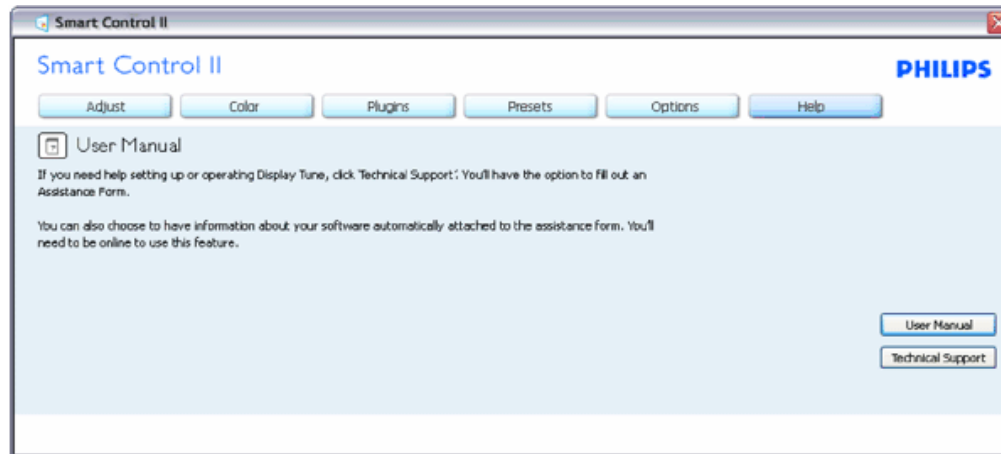 Smart Control II
Smart Control II
PHILIPS
Adjust Color Plugins Presets Options Help
User Manual
If you need help setting up or operating Display Tune, click 'Technical Support'. You'll have the option to fill out an
Assistance Form.
You can also choose to have information about your software automatically attached to the assistance form. You'll
need to be online to use this feature.
User Manual
Technical Support